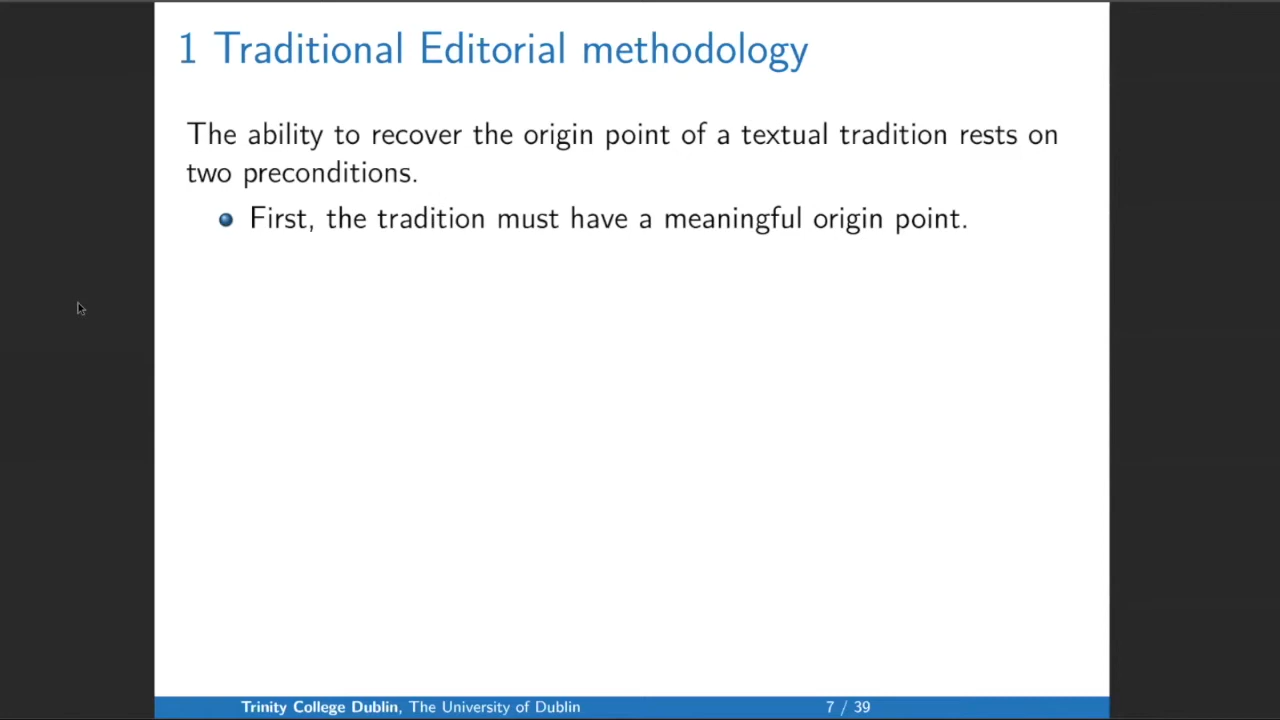 1 Traditional Editorial methodology
The ability to recover the origin point of a textual tradition rests on
two preconditions.
First, the tradition must have a meaningful origin point.
Trinity College Dublin, The University of Dublin 7 / 39